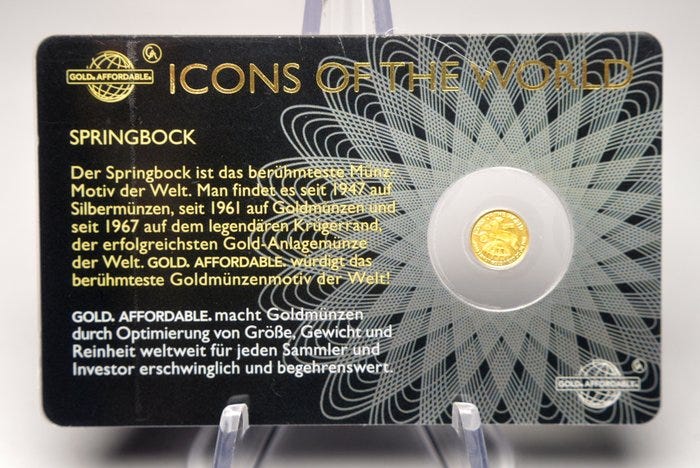 GOLD. AFFORDABLE.
GA
ICONS OF THE WORLD
SPRINGBOCK
Der Springbock ist das berühmteste Münz-
Motiv der Welt. Man findet es seit 1947 auf
Silbermünzen, seit 1961 auf Goldmünzen und
seit 1967 auf dem legendären Krügerrand,
der erfolgreichsten Gold-Anlagemünze
der Welt. GOLD. AFFORDABLE. würdigt das
berühmteste Goldmünzenmotiv der Welt!
GOLD. AFFORDABLE. macht Goldmünzen
durch Optimierung von Größe, Gewicht und
Reinheit weltweit für jeden Sammler und
Investor erschwinglich und begehrenswert.
GOLD. AFFORDABLE.